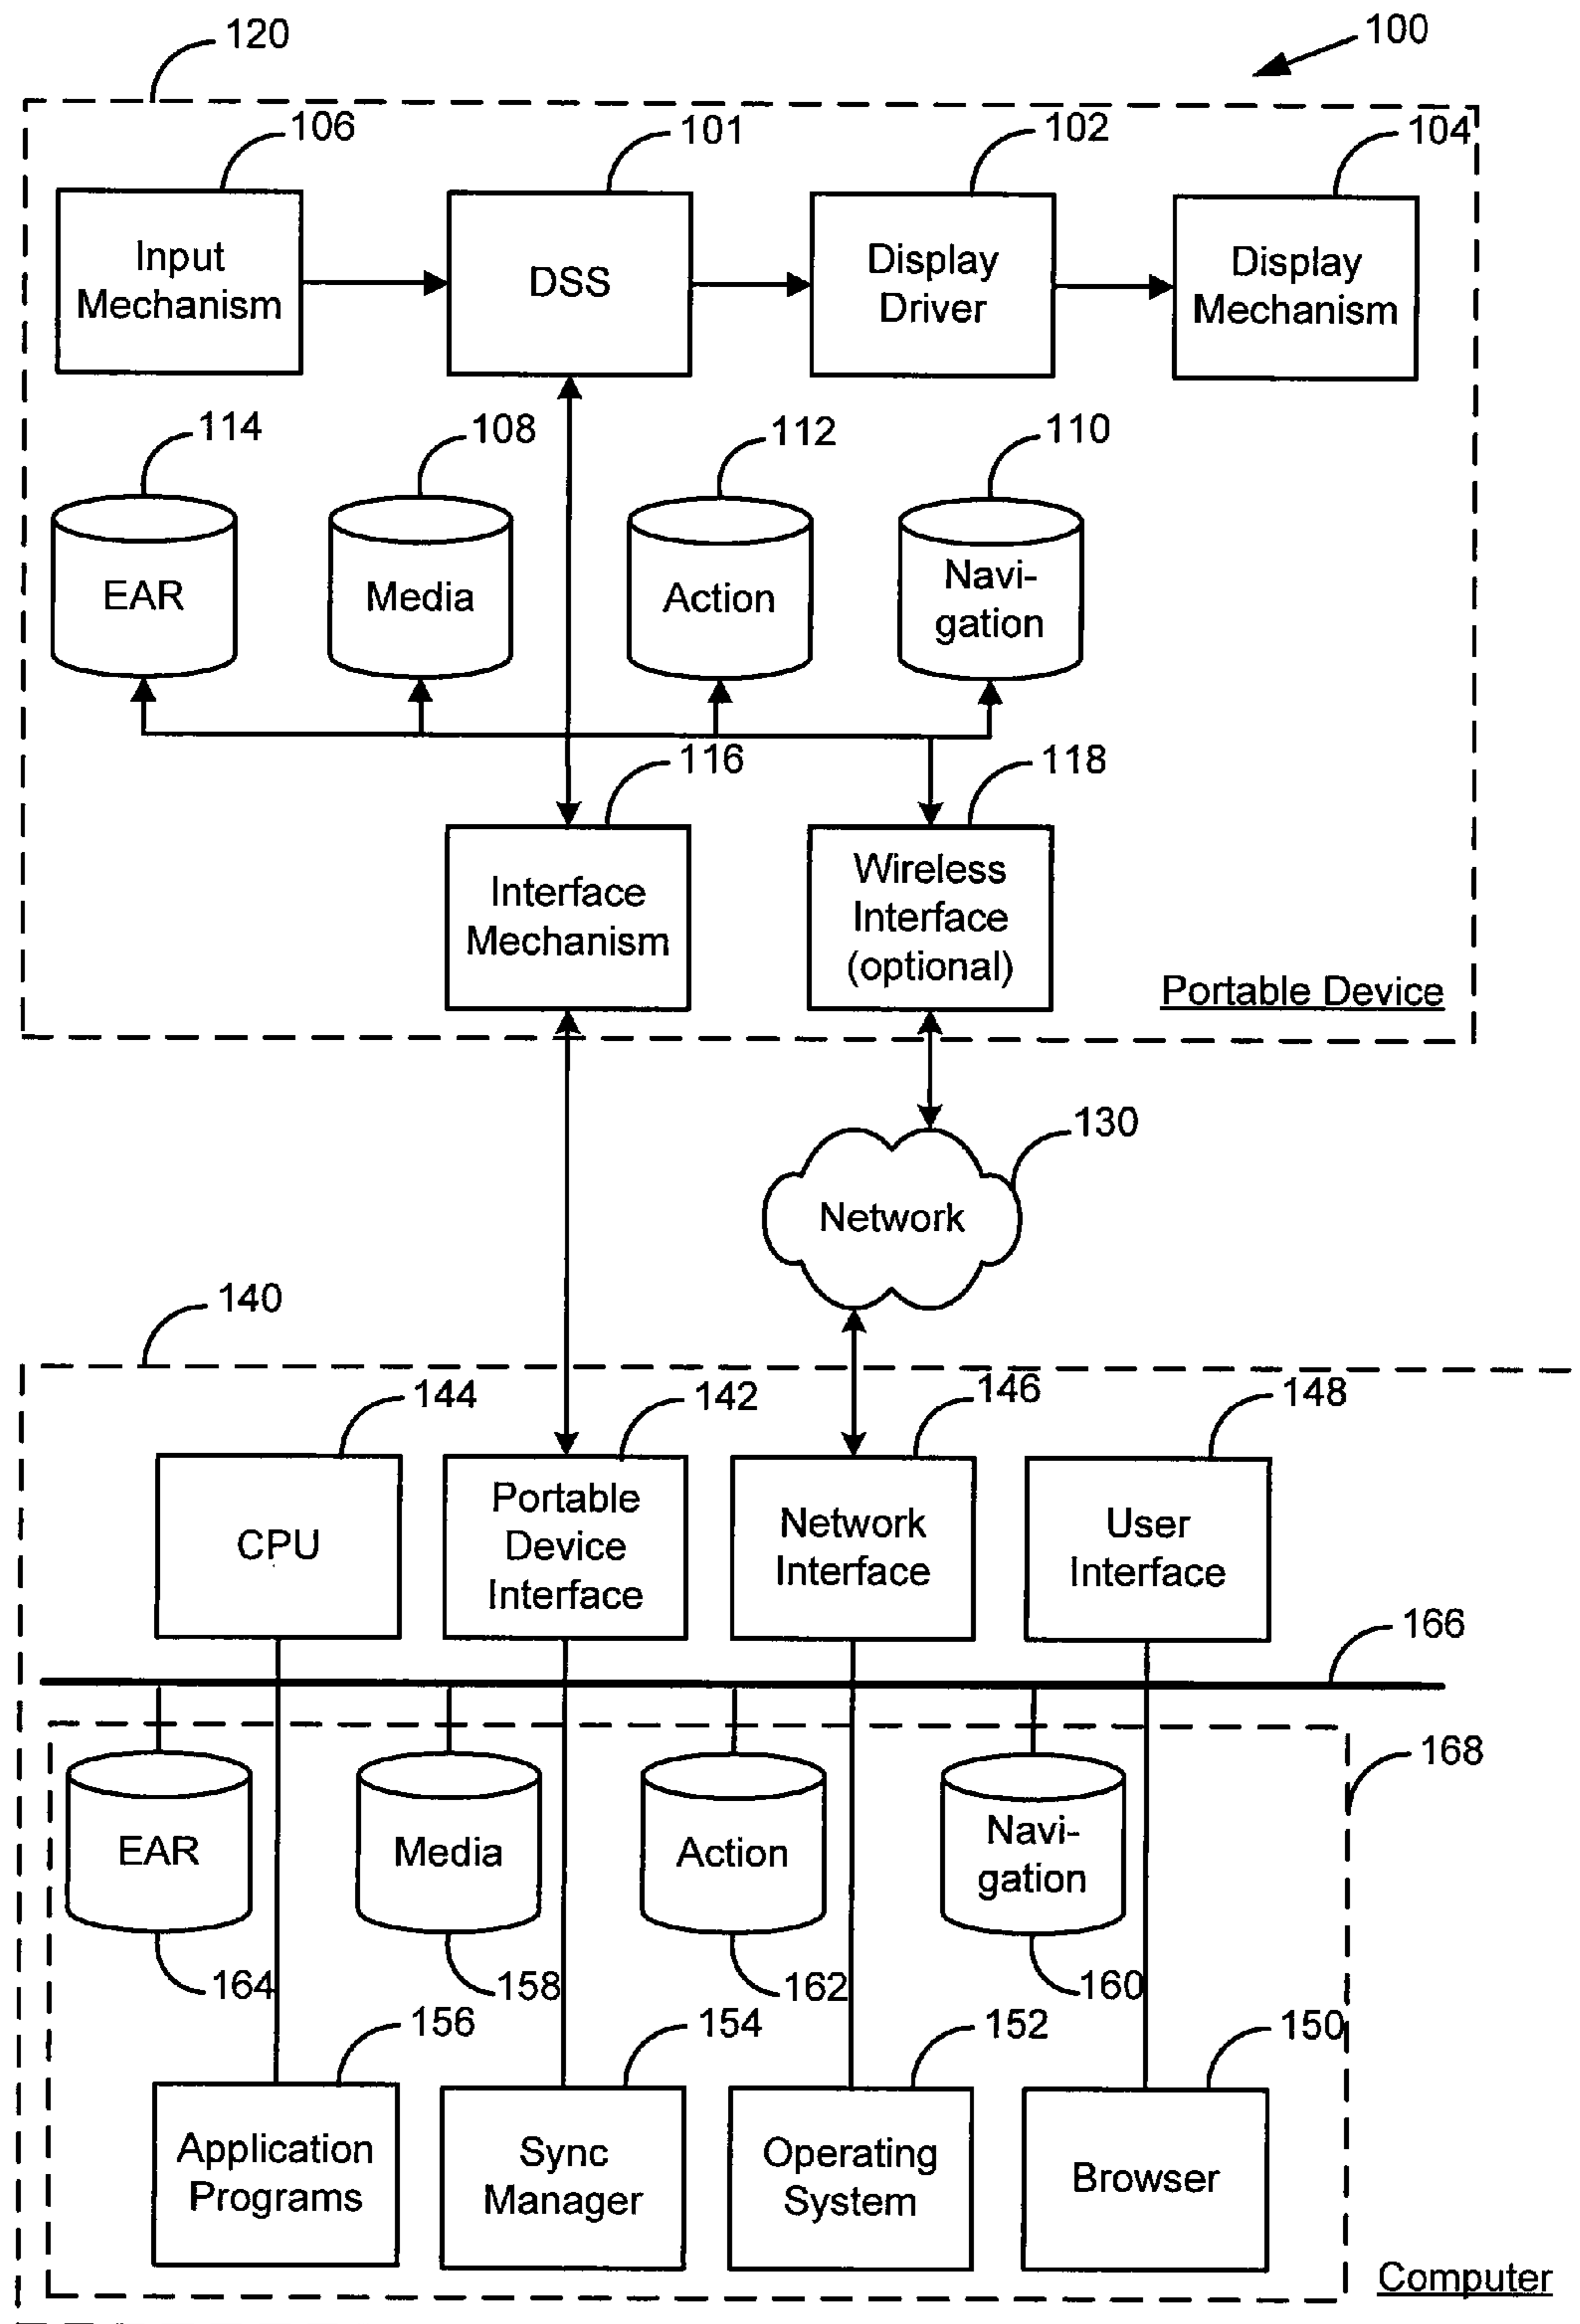 120
100
106
101
102
104
Input
Mechanism
DSS
Display
Driver
Display
Mechanism
114
108
112
110
EAR
Media
Action
Navi-
gation
116
118
Interface
Mechanism
Wireless
Interface
(optional)
Portable Device
130
Network
140
144
142
146
148
CPU
Portable
Device
Interface
Network
Interface
User
Interface
166
168
EAR
Media
Action
Navi-
gation
164
158
162
160
156
154
152
150
Application
Programs
Sync
Manager
Operating
System
Browser
Computer